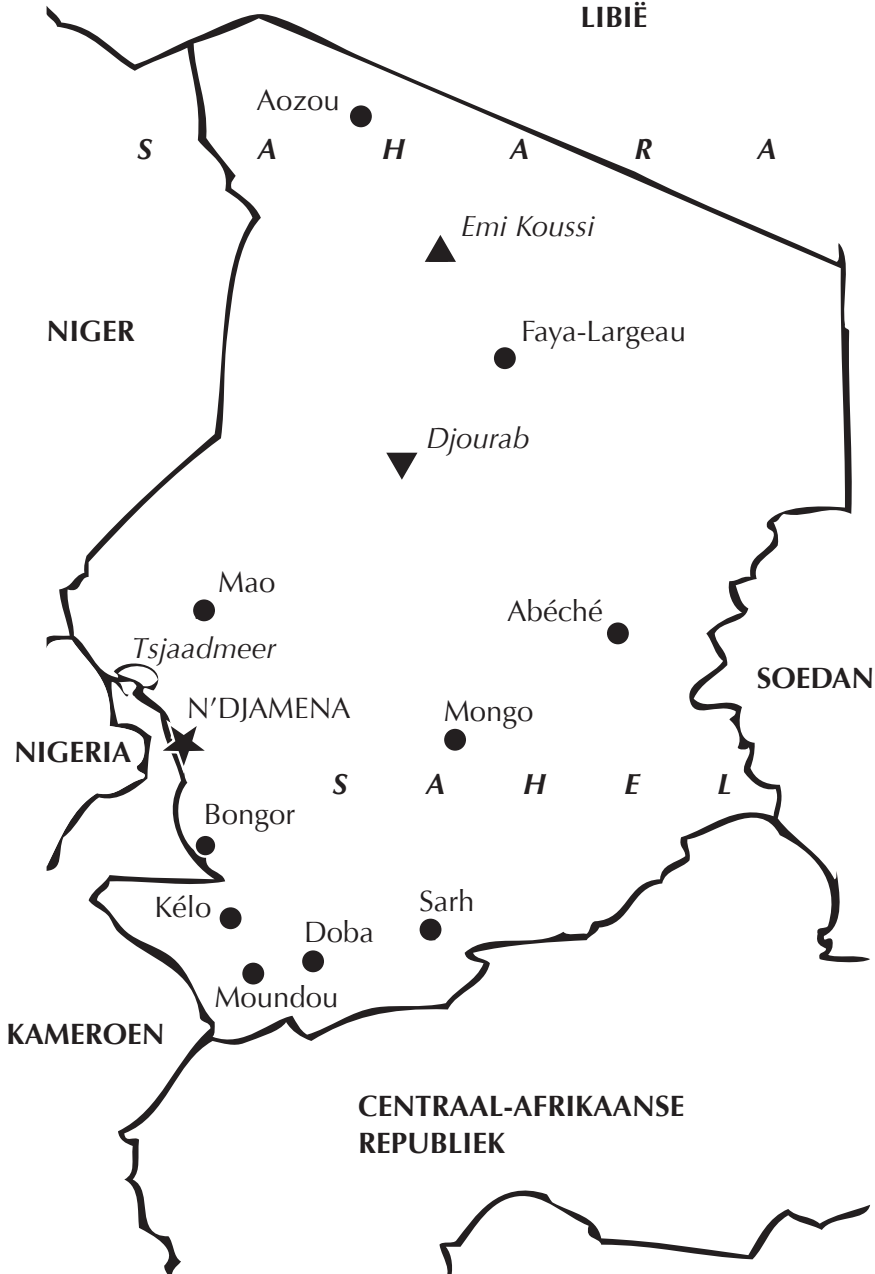 LIBIË
Aozou
S A H A R A
Emi Koussi
NIGER
Faya-Largeau
Djourab
Mao
Abéché
Tsjaadmeer
SOEDAN
N’DJAMENA
Mongo
NIGERIA
S A H E L
Bongor
Kélo
Sarh
Doba
Moundou
KAMEROEN
CENTRAAL-AFRIKAANSE
REPUBLIEK